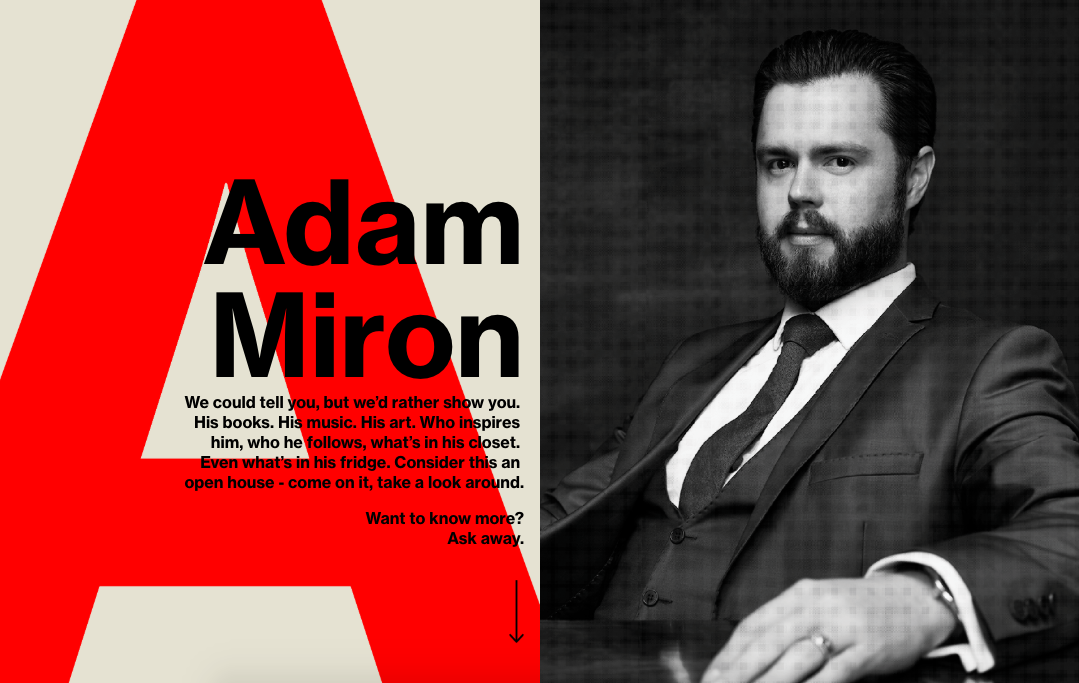 A
Adam
Miron
We could tell you, but we'd rather show you.
His books. His music. His art. Who inspires
him, who he follows, what's in his closet.
Even what's in his fridge. Consider this an
open house - come on it, take a look around.
Want to know more?
Ask away.